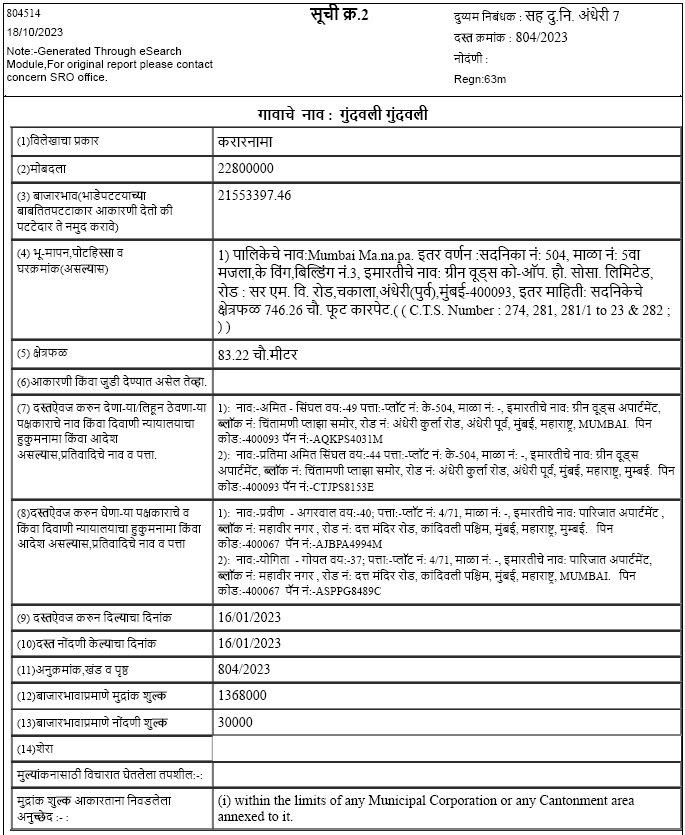 804514
18/10/2023
Note:-Generated Through eSearch
Module,For original report please contact
concern SRO office.
सूची क्र.2
दुय्यम निबंधक : सह दु.नि. अंधेरी 7
दस्त क्रमांक : 804/2023
नोदंणी :
Regn:63m
गावाचे नाव : गुंदवली गुंदवली
(1)विलेखाचा प्रकार
करारनामा
(2)मोबदला
22800000
(3) बाजारभाव(भाडेपटटयाच्या
बाबतितपटटाकार आकारणी देतो की
पटटेदार ते नमुद करावे)
21553397.46
(4) भू-मापन,पोटहिस्सा व
घरक्रमांक(असल्यास)
1) पालिकेचे नाव:Mumbai Ma.na.pa. इतर वर्णन :सदनिका नं: 504, माळा नं: 5वा
मजला,के विंग,बिल्डिंग नं.3, इमारतीचे नाव: ग्रीन वूड्स को-ऑप. हौ. सोसा. लिमिटेड,
रोड : सर एम. वि. रोड,चकाला,अंधेरी(पुर्व),मुंबई-400093, इतर माहिती: सदनिकेचे
क्षेत्रफळ 746.26 चौ. फूट कारपेट.( ( C.T.S. Number : 274, 281, 281/1 to 23 & 282 ;
) )
(5) क्षेत्रफळ
83.22 चौ.मीटर
(6)आकारणी किंवा जुडी देण्यात असेल तेव्हा.
(7) दस्तऐवज करुन देणा-या/लिहून ठेवणा-या
पक्षकाराचे नाव किंवा दिवाणी न्यायालयाचा
हुकुमनामा किंवा आदेश
असल्यास,प्रतिवादिचे नाव व पत्ता.
1): नाव:-अमित - सिंघल वय:-49 पत्ता:-प्लॉट नं: के-504, माळा नं: -, इमारतीचे नाव: ग्रीन वूड्स अपार्टमेंट,
ब्लॉक नं: चिंतामणी प्लाझा समोर, रोड नं: अंधेरी कुर्ला रोड, अंधेरी पूर्व, मुंबई, महाराष्ट्र, MUMBAI. पिन
कोड:-400093 पॅन नं:-AQKPS4031M
2): नाव:-प्रतिमा अमित सिंघल वय:-44 पत्ता:-प्लॉट नं: के-504, माळा नं: -, इमारतीचे नाव: ग्रीन वूड्स
अपार्टमेंट, ब्लॉक नं: चिंतामणी प्लाझा समोर, रोड नं: अंधेरी कुर्ला रोड, अंधेरी पूर्व, मुंबई, महाराष्ट्र, मुम्बई. पिन
कोड:-400093 पॅन नं:-CTJPS8153E
(8)दस्तऐवज करुन घेणा-या पक्षकाराचे व
किंवा दिवाणी न्यायालयाचा हुकुमनामा किंवा
आदेश असल्यास,प्रतिवादिचे नाव व पत्ता
1): नाव:-प्रवीण - अगरवाल वय:-40; पत्ता:-प्लॉट नं: 4/71, माळा नं: -, इमारतीचे नाव: पारिजात अपार्टमेंट ,
ब्लॉक नं: महावीर नगर , रोड नं: दत्त मंदिर रोड, कांदिवली पश्चिम, मुंबई, महाराष्ट्र, मुम्बई. पिन
कोड:-400067 पॅन नं:-AJBPA4994M
2): नाव:-योगिता - गोयल वय:-37; पत्ता:-प्लॉट नं: 4/71, माळा नं: -, इमारतीचे नाव: पारिजात अपार्टमेंट,
ब्लॉक नं: महावीर नगर , रोड नं: दत्त मंदिर रोड, कांदिवली पश्चिम, मुंबई, महाराष्ट्र, MUMBAI. पिन
कोड:-400067 पॅन नं:-ASPPG8489C
(9) दस्तऐवज करुन दिल्याचा दिनांक
16/01/2023
(10)दस्त नोंदणी केल्याचा दिनांक
16/01/2023
(11)अनुक्रमांक,खंड व पृष्ठ
804/2023
(12)बाजारभावाप्रमाणे मुद्रांक शुल्क
1368000
(13)बाजारभावाप्रमाणे नोंदणी शुल्क
30000
(14)शेरा
मुल्यांकनासाठी विचारात घेतलेला तपशील:-:
मुद्रांक शुल्क आकारताना निवडलेला
अनुच्छेद :- :
(i) within the limits of any Municipal Corporation or any Cantonment area
annexed to it.